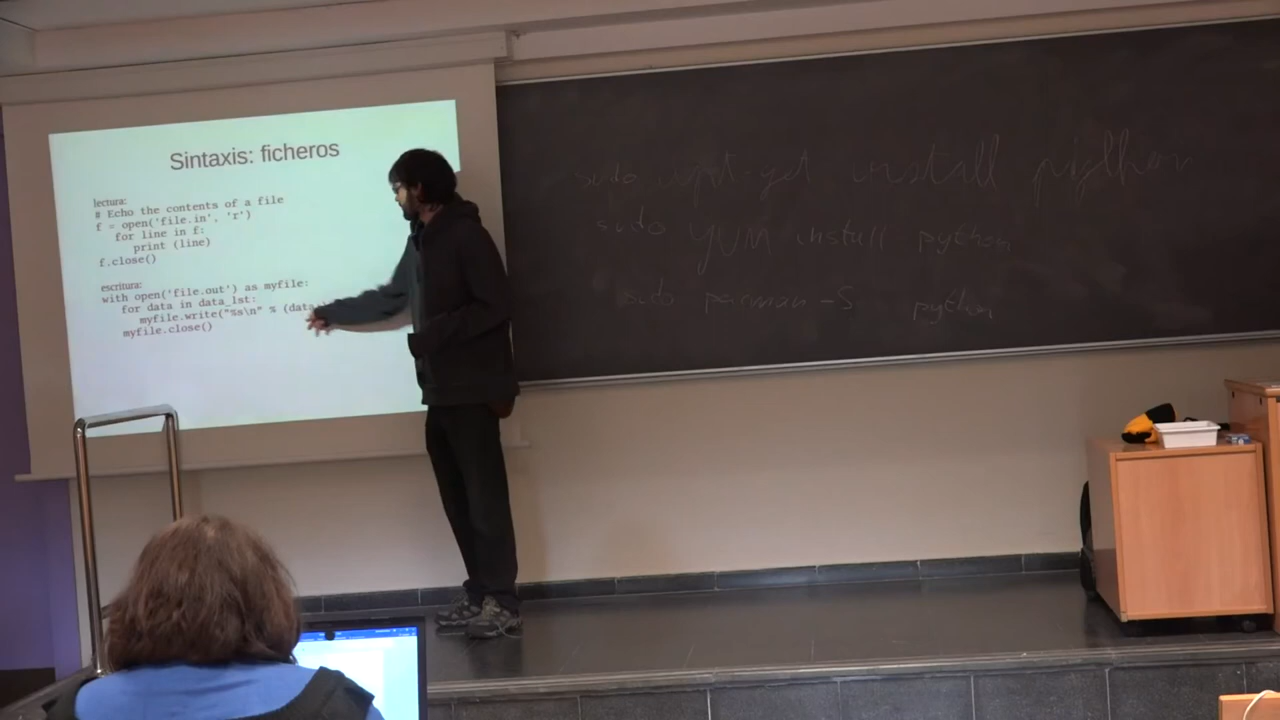 Sintaxis: ficheros
lectura:
# Echo the contents of a file
f = open('file.in', 'r')
for line in f:
print (line)
f.close()
escritura:
with open('file.out') as myfile:
for data in data_lst:
myfile.write("%s\n" % (data
myfile.close()
sudo apt-get install python
sudo YUM install python
sudo pacman -S python